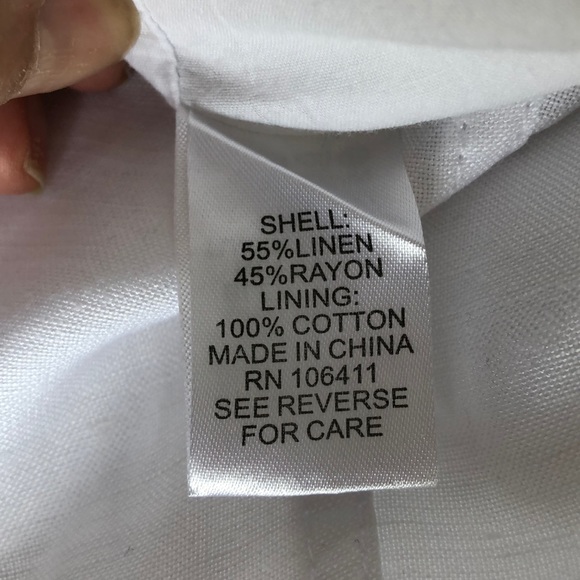 SHELL:
55%LINEN
45%RAYON
LINING:
100% COTTON
MADE IN CHINA
RN 106411
SEE REVERSE
FOR CARE